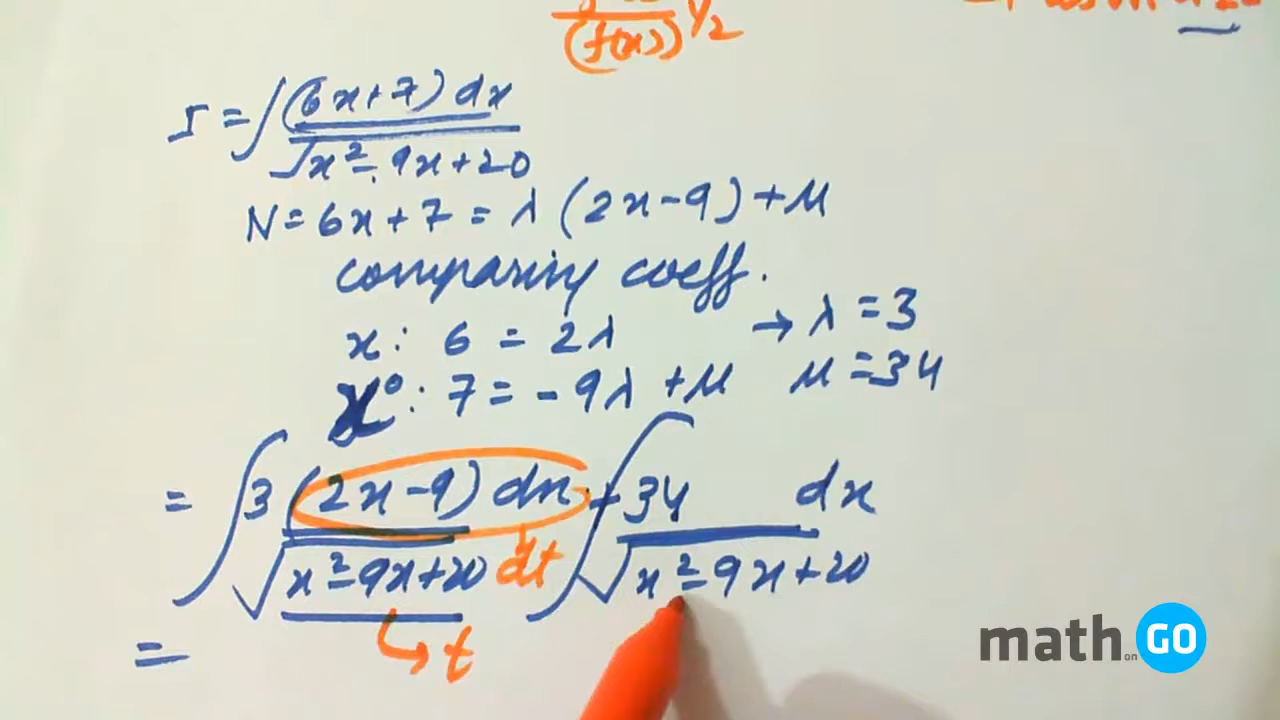 (f(x))^1/2
I = ∫ (6x+7) dx
√x² - 9x + 20
N = 6x + 7 = λ (2x - 9) + μ
comparing coeff.
x : 6 = 2λ → λ = 3
x⁰ : 7 = -9λ + μ μ = 34
= ∫ 3 (2x - 9) dx + ∫ 34 dx
√x² - 9x + 20 dt √x² - 9x + 20
= t
math on GO